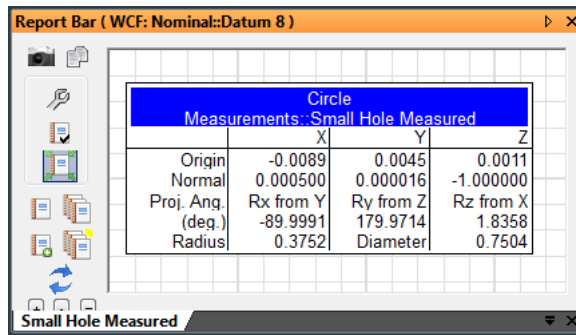 Report Bar ( WCF: Nominal::Datum 8 )
Circle
Measurements::Small Hole Measured
X Y Z
Origin -0.0089 0.0045 0.0011
Normal 0.000500 0.000016 -1.000000
Proj. Ang. Rx from Y Ry from Z Rz from X
(deg.) -89.9991 179.9714 1.8358
Radius 0.3752 Diameter 0.7504
Small Hole Measured